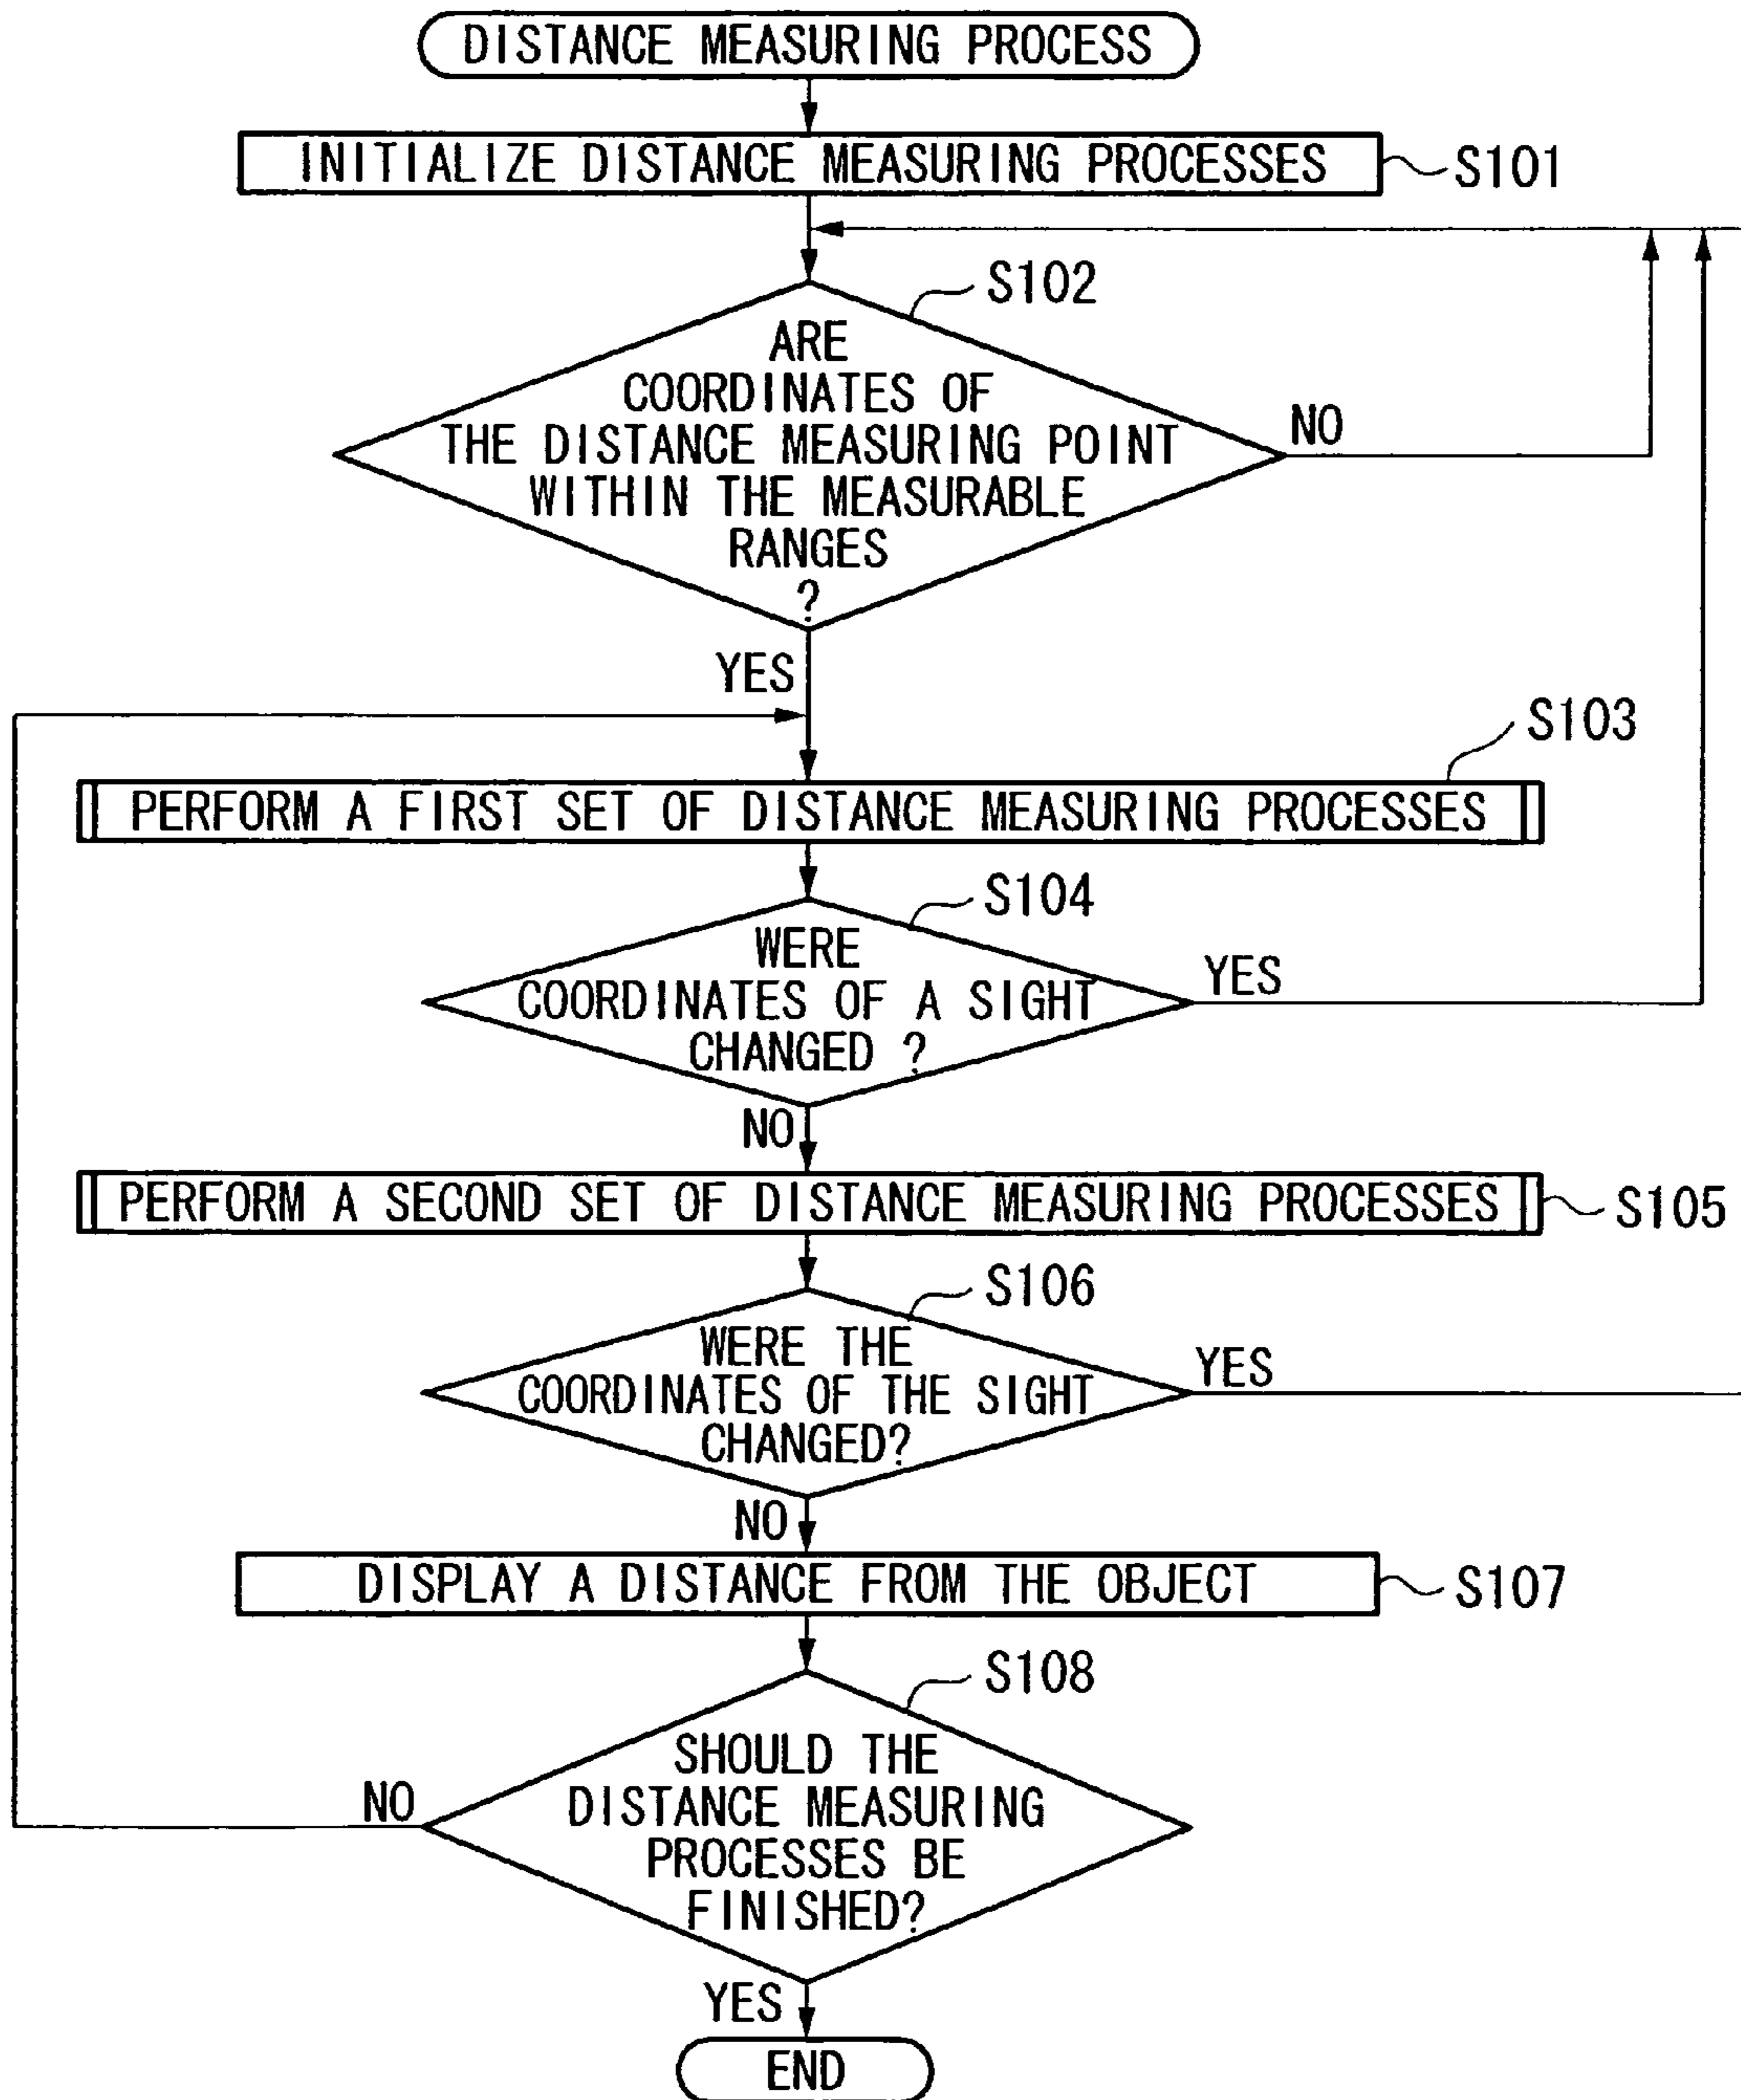 DISTANCE MEASURING PROCESS
INITIALIZE DISTANCE MEASURING PROCESSES
S101
S102
ARE
COORDINATES OF
THE DISTANCE MEASURING POINT
WITHIN THE MEASURABLE
RANGES
?
NO
YES
S103
PERFORM A FIRST SET OF DISTANCE MEASURING PROCESSES
S104
WERE
COORDINATES OF A SIGHT
CHANGED ?
YES
NO
PERFORM A SECOND SET OF DISTANCE MEASURING PROCESSES
S105
S106
WERE THE
COORDINATES OF THE SIGHT
CHANGED?
YES
NO
DISPLAY A DISTANCE FROM THE OBJECT
S107
S108
SHOULD THE
DISTANCE MEASURING
PROCESSES BE
FINISHED?
NO
YES
END